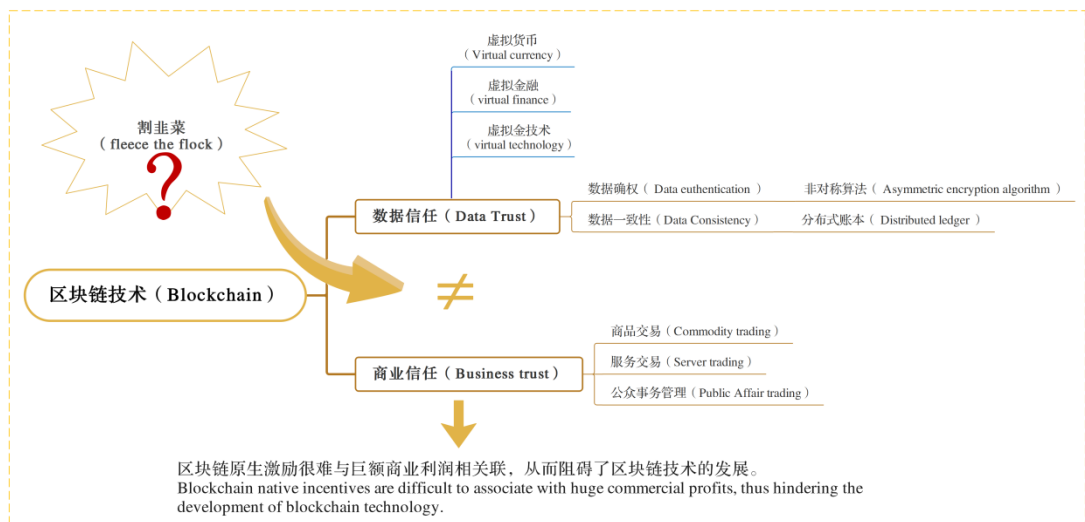 虚拟货币
(Virtual currency)
虚拟金融
(virtual finance)
虚拟金技术
(virtual technology)
割韭菜
(fleece the flock)
?
数据信任(Data Trust)
数据确权(Data euthentication)
非对称算法(Asymmetric encryption algorithm)
数据一致性(Data Consistency)
分布式账本(Distributed ledger)
区块链技术(Blockchain)
≠
商业信任(Business trust)
商品交易(Commodity trading)
服务交易(Server trading)
公众事务管理(Public Affair trading)
区块链原生激励很难与巨额商业利润相关联，从而阻碍了区块链技术的发展。
Blockchain native incentives are difficult to associate with huge commercial profits, thus hindering the
development of blockchain technology.